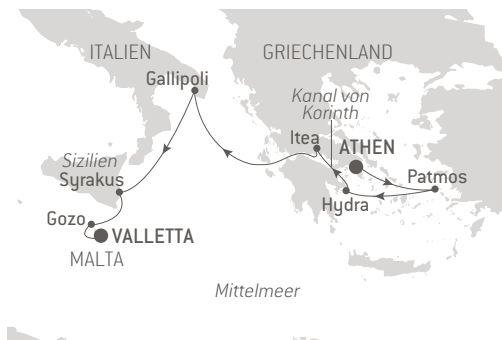 ITALIEN
GRIECHENLAND
Gallipoli
Kanal von
Korinth
Itea
ATHEN
Sizilien
Syrakus
Patmos
Hydra
Gozo
VALLETTA
MALTA
Mittelmeer